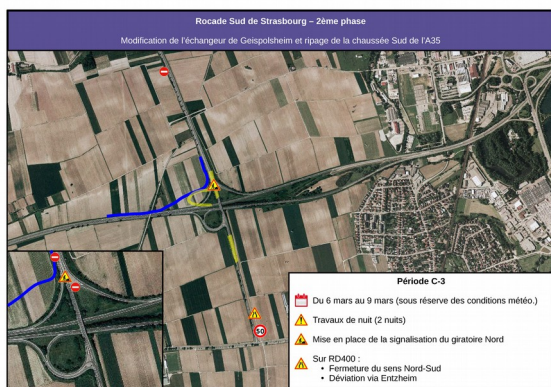 Rocade Sud de Strasbourg – 2ème phase
Modification de l'échangeur de Geispolsheim et ripage de la chaussée Sud de l'A35
Période C-3
Du 6 mars au 9 mars (sous réserve des conditions météo.)
Travaux de nuit (2 nuits)
Mise en place de la signalisation du giratoire Nord
Sur RD400 :
• Fermeture du sens Nord-Sud
• Déviation via Entzheim
50